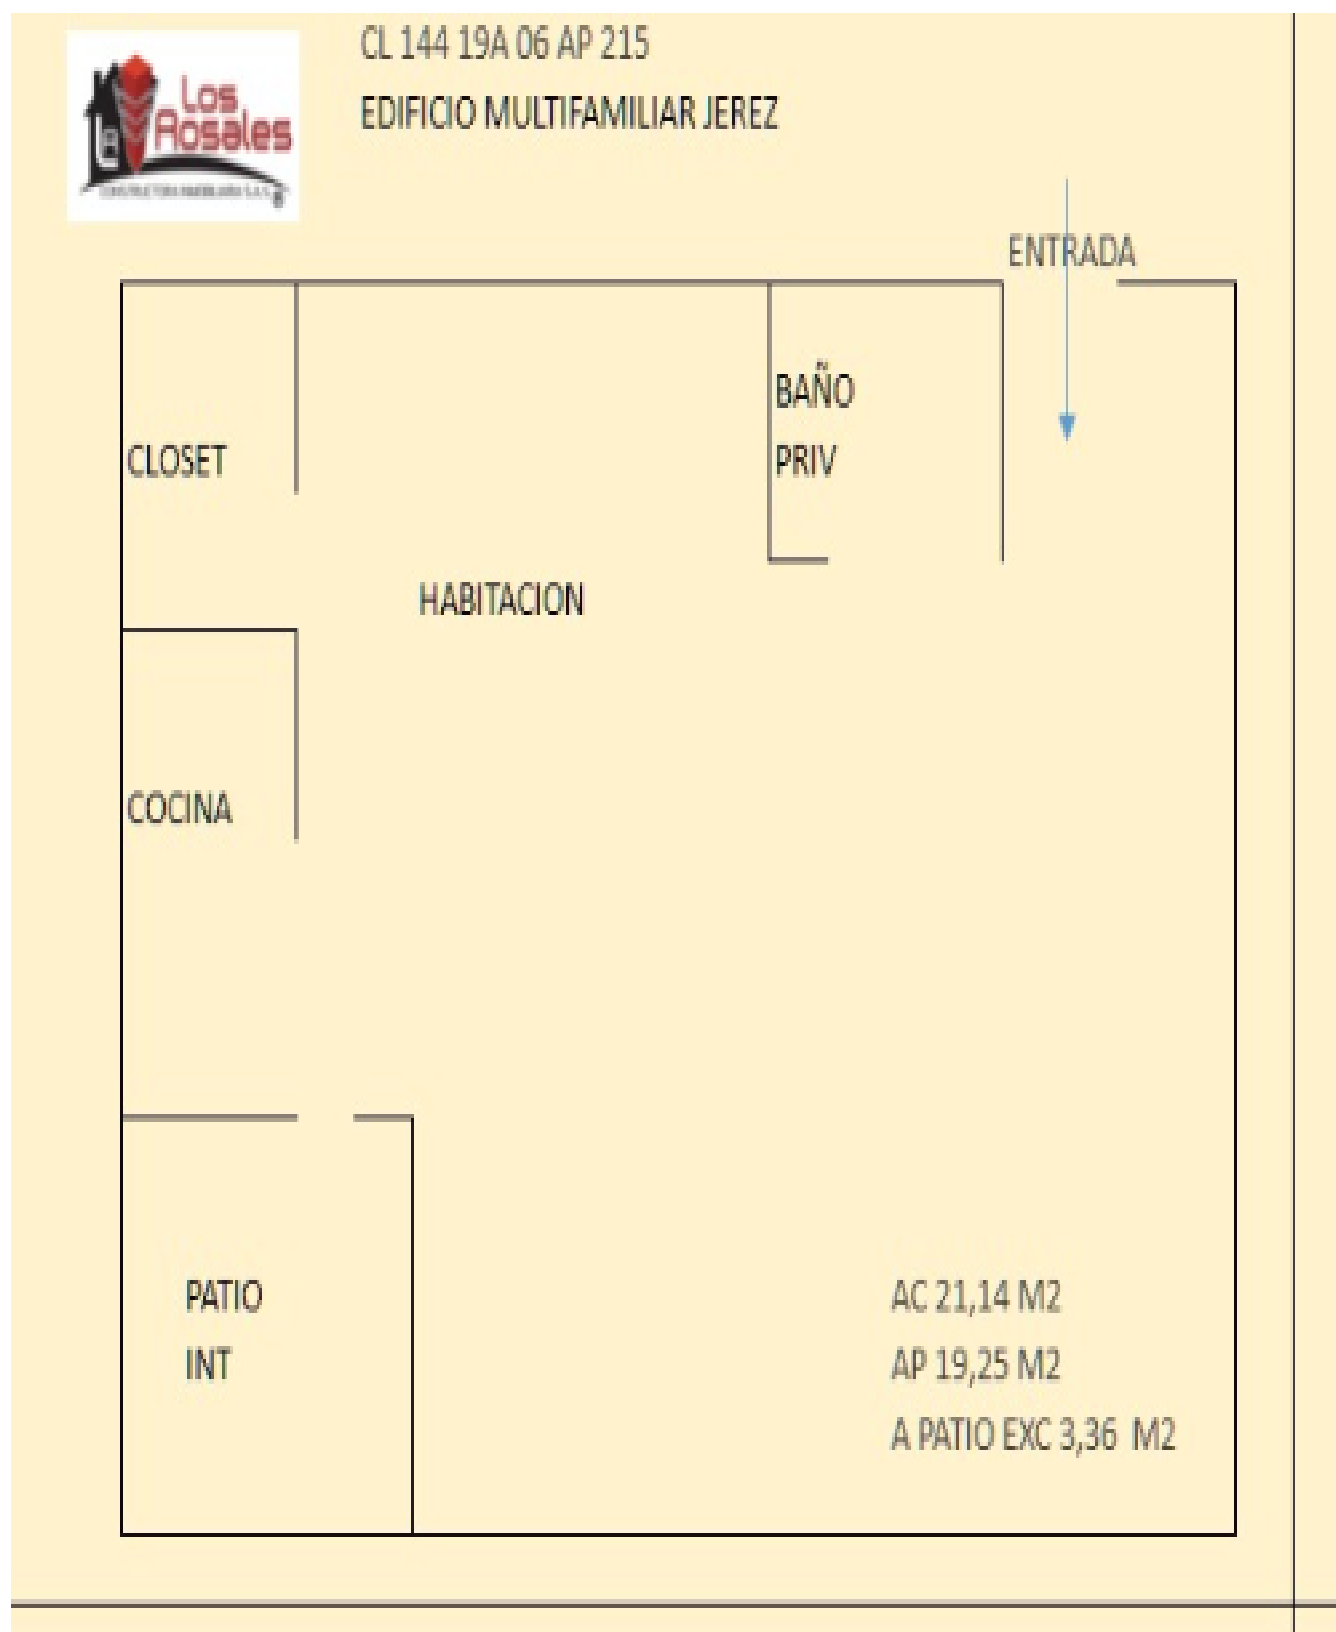 Los
Rosales
CL 144 19A 06 AP 215
EDIFICIO MULTIFAMILIAR JEREZ
ENTRADA
BAÑO
PRIV
CLOSET
HABITACION
COCINA
PATIO
INT
AC 21,14 M2
AP 19,25 M2
A PATIO EXC 3,36 M2